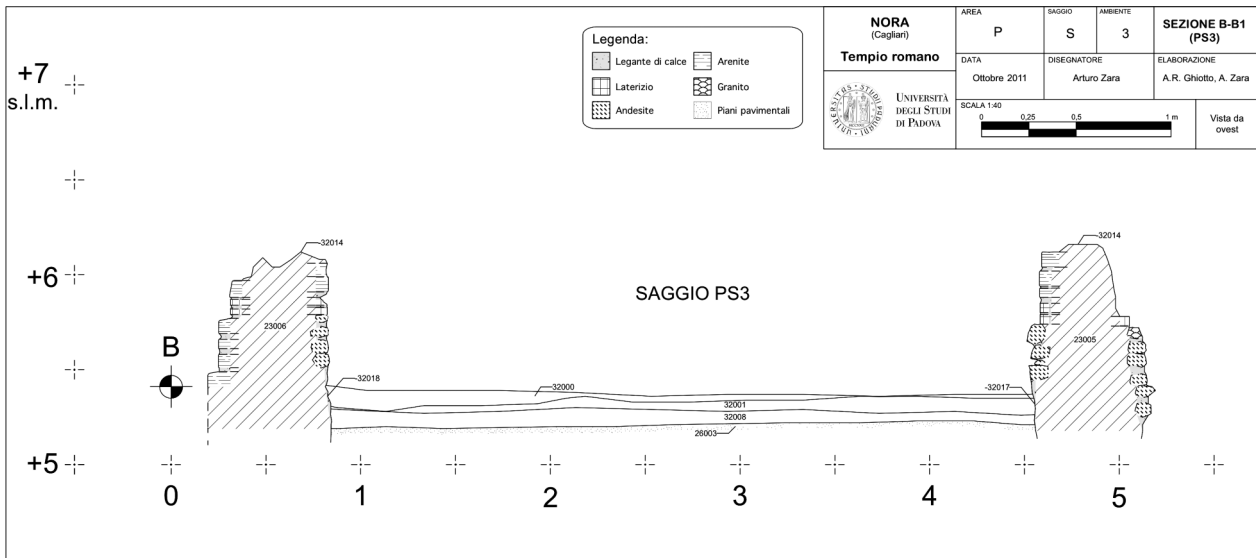 NORA
(Cagliari)
Tempio romano
UNIVERSITÀ
DEGLI STUDI
DI PADOVA
AREA
P
SAGGIO
S
AMBIENTE
3
SEZIONE B-B1
(PS3)
DATA
Ottobre 2011
DISEGNATORE
Arturo Zara
ELABORAZIONE
A.R. Ghiotto, A. Zara
SCALA 1:40
0 0,25 0,5 1 m
Vista da
ovest
Legenda:
Legante di calce
Arenite
Laterizio
Granito
Andesite
Piani pavimentali
+7
s.l.m.
+6
+5
B
SAGGIO PS3
32014
32014
23006
23005
32018
32000
-32017
32001
32008
26003
0 1 2 3 4 5